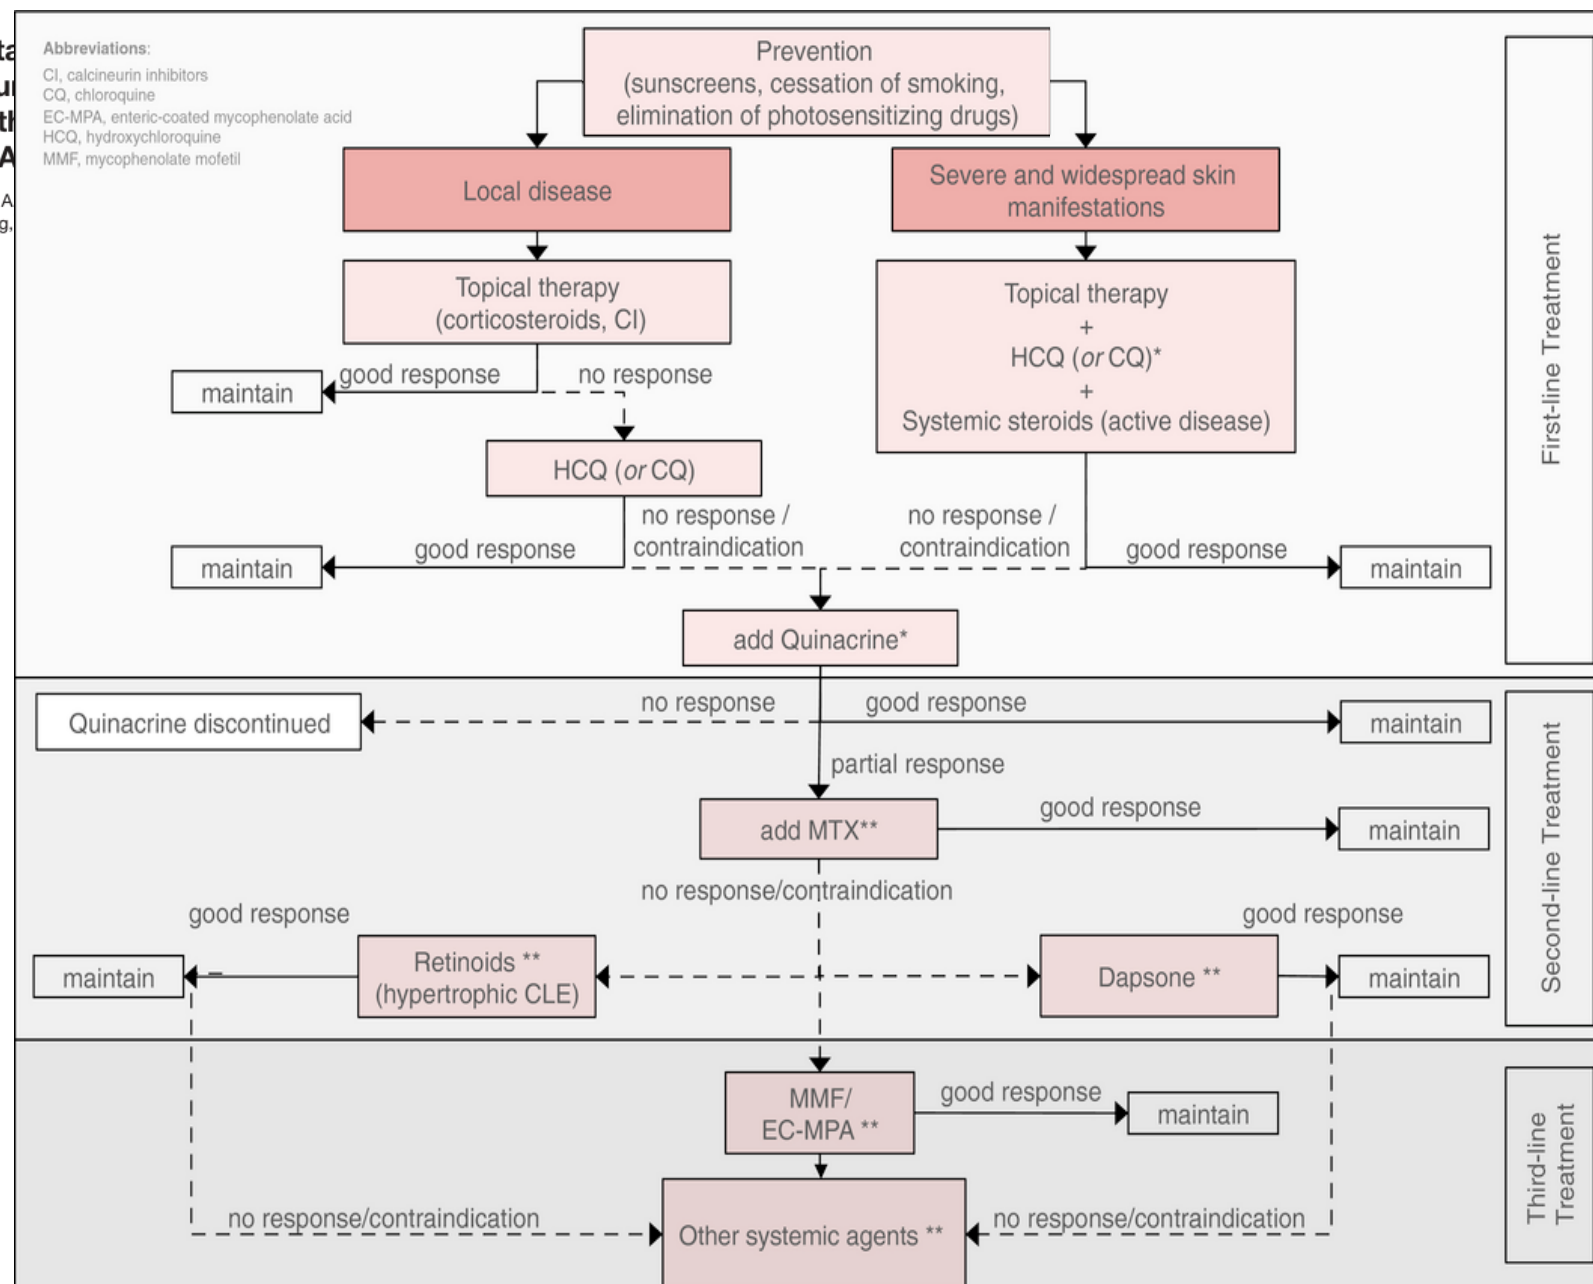 Abbreviations:
CI, calcineurin inhibitors
CQ, chloroquine
EC-MPA, enteric-coated mycophenolate acid
HCQ, hydroxychloroquine
MMF, mycophenolate mofetil
Prevention
(sunscreens, cessation of smoking,
elimination of photosensitizing drugs)
Local disease
Severe and widespread skin
manifestations
Topical therapy
(corticosteroids, CI)
Topical therapy
+
HCQ (or CQ)*
+
Systemic steroids (active disease)
good response
no response
maintain
HCQ (or CQ)
no response /
contraindication
no response /
contraindication
good response
good response
maintain
maintain
add Quinacrine*
First-line Treatment
no response
good response
Quinacrine discontinued
maintain
partial response
add MTX**
good response
maintain
no response/contraindication
good response
good response
maintain
Retinoids **
(hypertrophic CLE)
Dapsone **
maintain
Second-line Treatment
MMF/
EC-MPA **
good response
maintain
no response/contraindication
Other systemic agents **
no response/contraindication
Third-line
Treatment